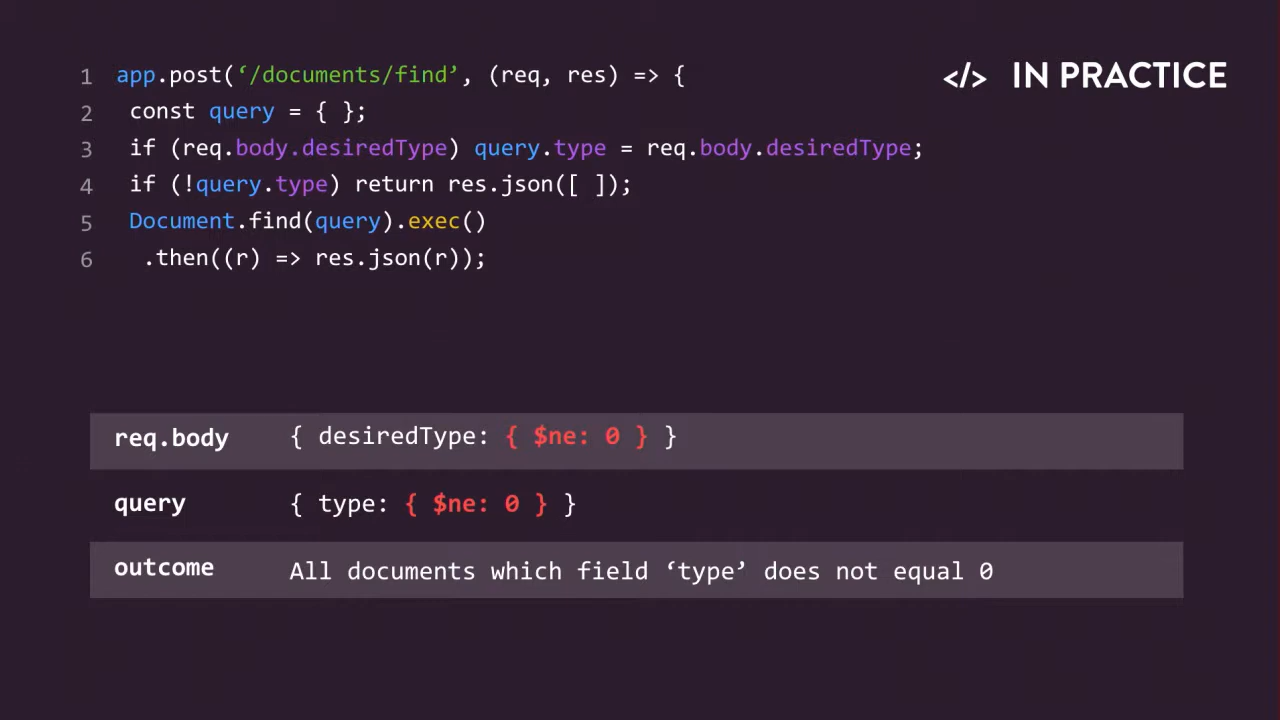 </> IN PRACTICE
1 app.post(‘/documents/find’, (req, res) => {
2 const query = { };
3 if (req.body.desiredType) query.type = req.body.desiredType;
4 if (!query.type) return res.json([ ]);
5 Document.find(query).exec()
6 .then((r) => res.json(r));
req.body { desiredType: { $ne: 0 } }
query { type: { $ne: 0 } }
outcome All documents which field ‘type’ does not equal 0